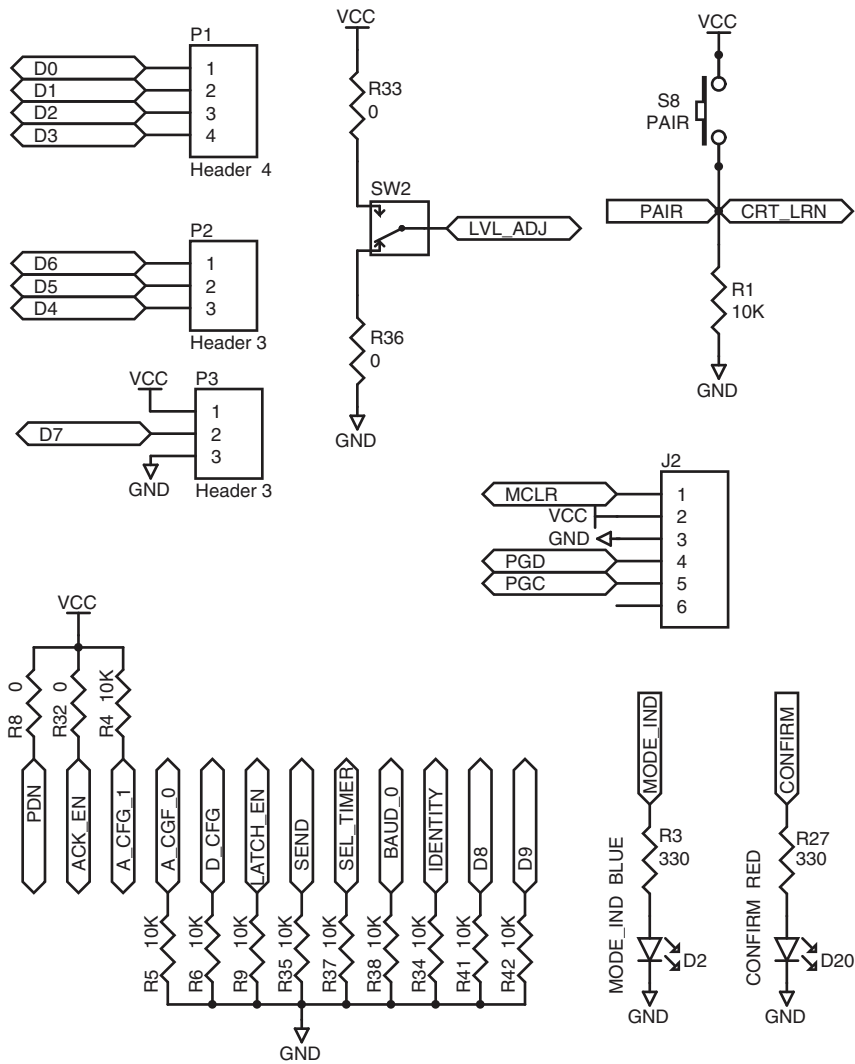 P1
D0
D1
D2
D3
1
2
3
4
Header 4
P2
D6
D5
D4
1
2
3
Header 3
VCC
P3
D7
1
2
3
GND
Header 3
VCC
R33
0
SW2
LVL_ADJ
R36
0
GND
VCC
S8
PAIR
PAIR
CRT_LRN
R1
10K
GND
J2
MCLR
1
VCC
2
GND
3
PGD
4
PGC
5
6
VCC
R8 0
R32 0
R4 10K
PDN
ACK_EN
A_CFG_1
A_CGF_0
D_CFG
LATCH_EN
SEND
SEL_TIMER
BAUD_0
IDENTITY
D8
D9
R5 10K
R6 10K
R9 10K
R35 10K
R37 10K
R38 10K
R34 10K
R41 10K
R42 10K
GND
MODE_IND
R3
330
MODE_IND BLUE
D2
GND
CONFIRM
R27
330
CONFIRM RED
D20
GND